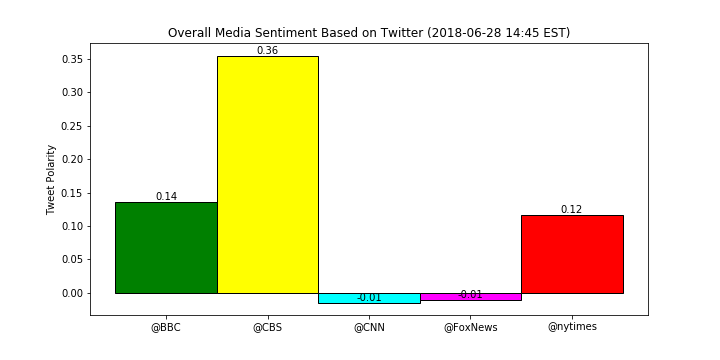 Overall Media Sentiment Based on Twitter (2018-06-28 14:45 EST)
Tweet Polarity
0.35
0.30
0.25
0.20
0.15
0.10
0.05
0.00
0.14
0.36
-0.01
-0.01
0.12
@BBC
@CBS
@CNN
@FoxNews
@nytimes